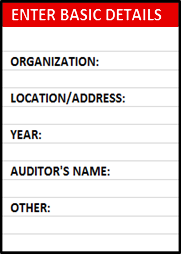 ENTER BASIC DETAILS
ORGANIZATION:
LOCATION/ADDRESS:
YEAR:
AUDITOR'S NAME:
OTHER: